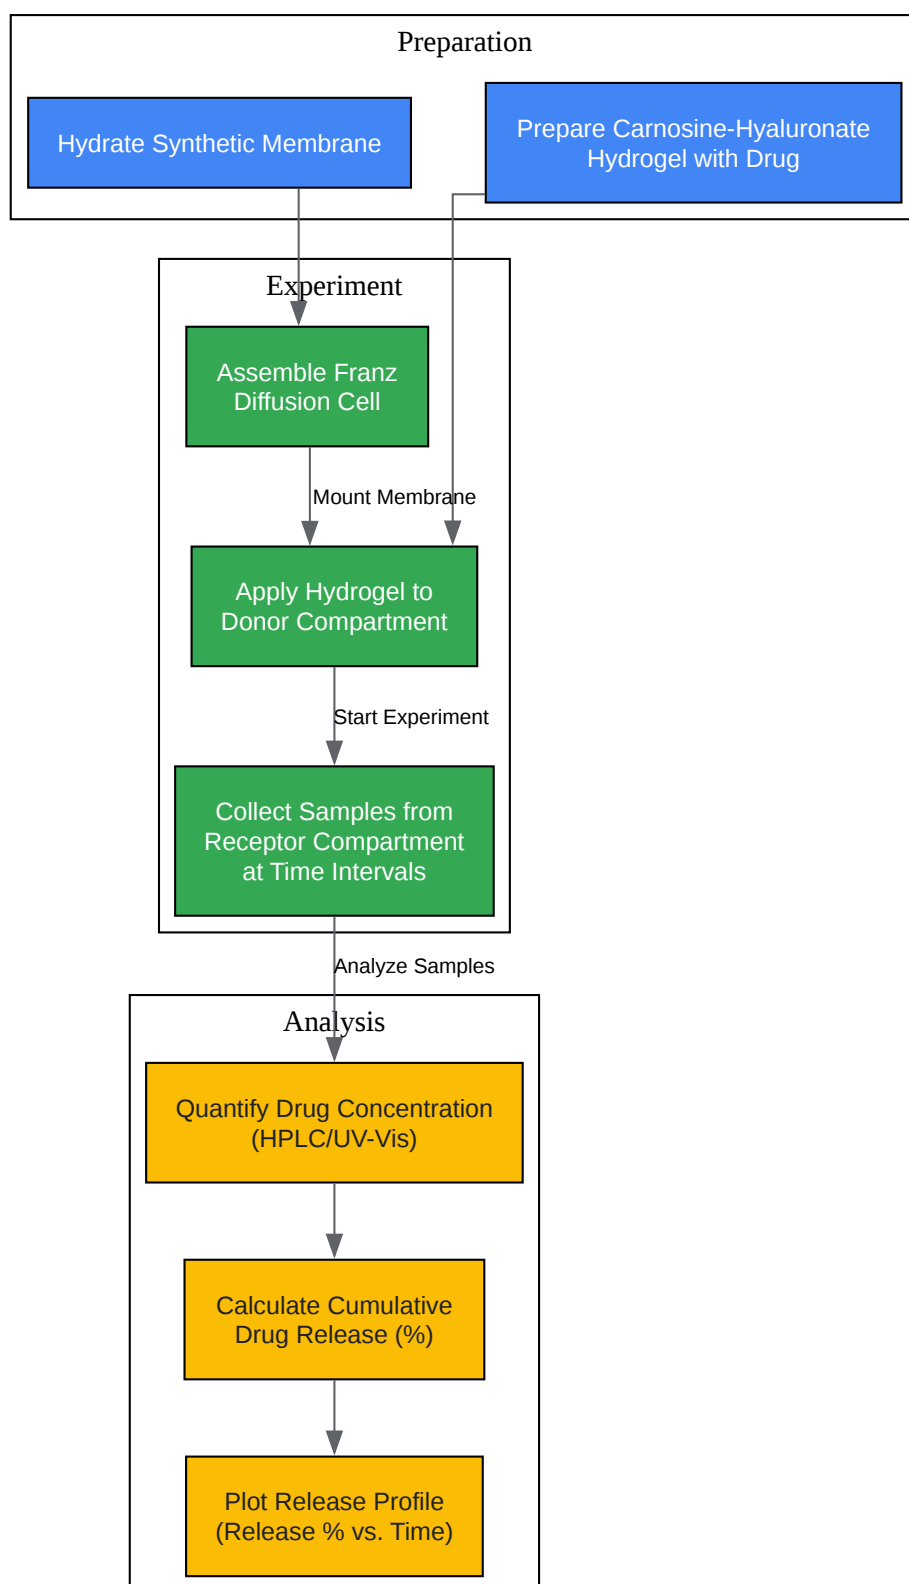 Preparation
Hydrate Synthetic Membrane
Prepare Carnosine-Hyaluronate
Hydrogel with Drug
Experiment
Assemble Franz
Diffusion Cell
Mount Membrane
Apply Hydrogel to
Donor Compartment
Start Experiment
Collect Samples from
Receptor Compartment
at Time Intervals
Analyze Samples
Analysis
Quantify Drug Concentration
(HPLC/UV-Vis)
Calculate Cumulative
Drug Release (%)
Plot Release Profile
(Release % vs. Time)